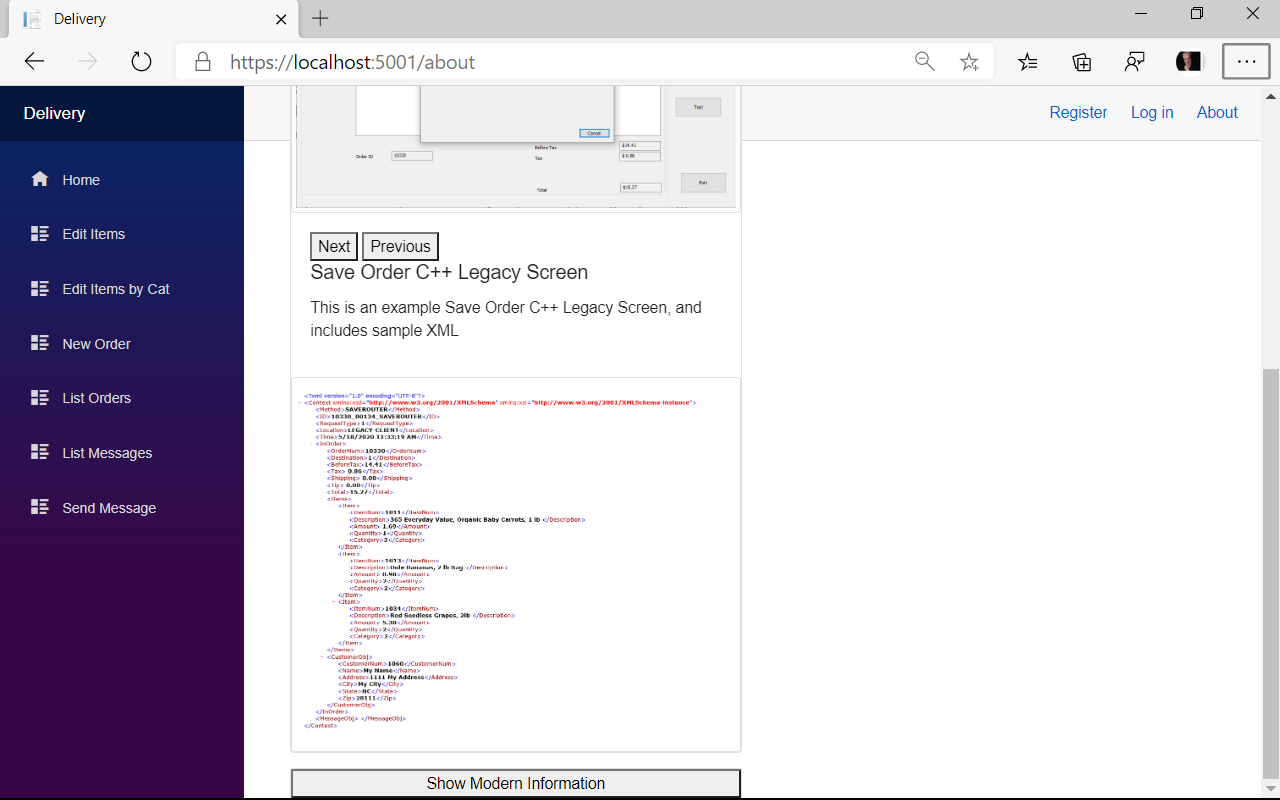 Delivery
https://localhost:5001/about
Delivery
Register Log in About
Home
Edit Items
Edit Items by Cat
New Order
List Orders
List Messages
Send Message
Text
Cancel
Before Tax $14.41
Order ID 10330
Tax $ 0.86
Exit
Total $15.27
Next Previous
Save Order C++ Legacy Screen
This is an example Save Order C++ Legacy Screen, and
includes sample XML
<?xml version="1.0" encoding="UTF-8"?>
- <Context xmlns:xsd="http://www.w3.org/2001/XMLSchema" xmlns:xsi="http://www.w3.org/2001/XMLSchema-instance">
<Method>SAVEROUTER</Method>
<ID>10330_00134_SAVEROUTER</ID>
<RequestType>1</RequestType>
<Location>LEGACY-CLIENT</Location>
<Time>5/18/2020 11:33:19 AM</Time>
- <InOrder>
<OrderNum>10330</OrderNum>
<Destination>1</Destination>
<BeforeTax>14.41</BeforeTax>
<Tax> 0.86</Tax>
<Shipping> 0.00</Shipping>
<Tip> 0.00</Tip>
<Total>15.27</Total>
- <Items>
- <Item>
<ItemNum>1011</ItemNum>
<Description>365 Everyday Value, Organic Baby Carrots, 1 lb </Description>
<Amount> 1.69</Amount>
<Quantity>1</Quantity>
<Category>3</Category>
</Item>
- <Item>
<ItemNum>1013</ItemNum>
<Description>Dole Bananas, 2 lb Bag </Description>
<Amount> 0.98</Amount>
<Quantity>2</Quantity>
<Category>2</Category>
</Item>
- <Item>
<ItemNum>1034</ItemNum>
<Description>Red Seedless Grapes, 2lb </Description>
<Amount> 5.38</Amount>
<Quantity>2</Quantity>
<Category>2</Category>
</Item>
</Items>
- <CustomerObj>
<CustomerNum>1060</CustomerNum>
<Name>My Name</Name>
<Address>1111 My Address</Address>
<City>My City</City>
<State>NC</State>
<Zip>28111</Zip>
</CustomerObj>
</InOrder>
<MessageObj> </MessageObj>
</Context>
Show Modern Information